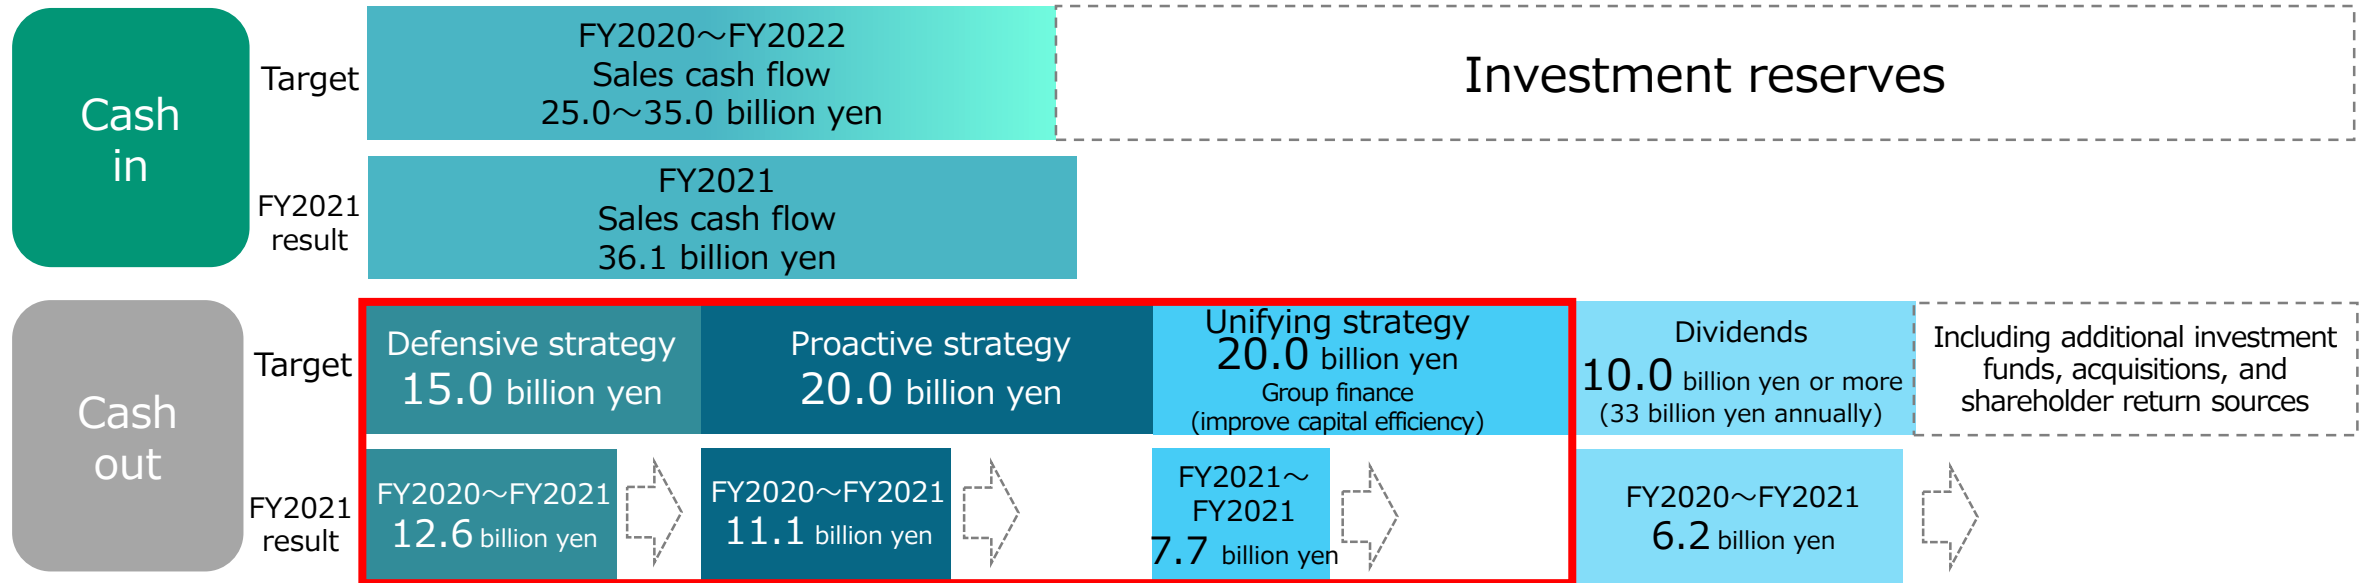 Cash
in
Target
FY2020～FY2022
Sales cash flow
25.0～35.0 billion yen
Investment reserves
FY2021
result
FY2021
Sales cash flow
36.1 billion yen
Cash
out
Target
Defensive strategy
15.0 billion yen
Proactive strategy
20.0 billion yen
Unifying strategy
20.0 billion yen
Group finance
(improve capital efficiency)
Dividends
10.0 billion yen or more
(33 billion yen annually)
Including additional investment
funds, acquisitions, and
shareholder return sources
FY2021
result
FY2020～FY2021
12.6 billion yen
FY2020～FY2021
11.1 billion yen
FY2021～
FY2021
7.7 billion yen
FY2020～FY2021
6.2 billion yen